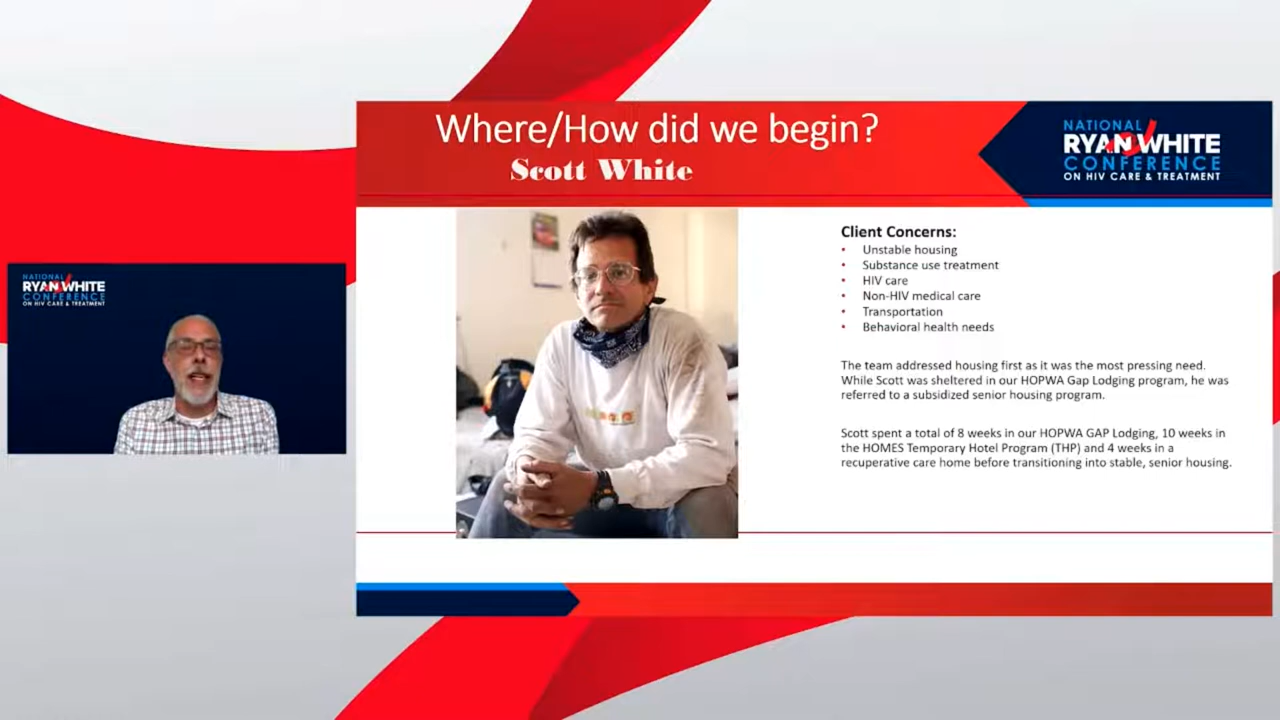 Where/How did we begin?
Scott White
NATIONAL
RYAN WHITE
CONFERENCE
ON HIV CARE & TREATMENT
NATIONAL
RYAN WHITE
CONFERENCE
ON HIV CARE & TREATMENT
Client Concerns:
• Unstable housing
• Substance use treatment
• HIV care
• Non-HIV medical care
• Transportation
• Behavioral health needs
The team addressed housing first as it was the most pressing need.
While Scott was sheltered in our HOPWA Gap Lodging program, he was
referred to a subsidized senior housing program.
Scott spent a total of 8 weeks in our HOPWA GAP Lodging, 10 weeks in
the HOMES Temporary Hotel Program (THP) and 4 weeks in a
recuperative care home before transitioning into stable, senior housing.